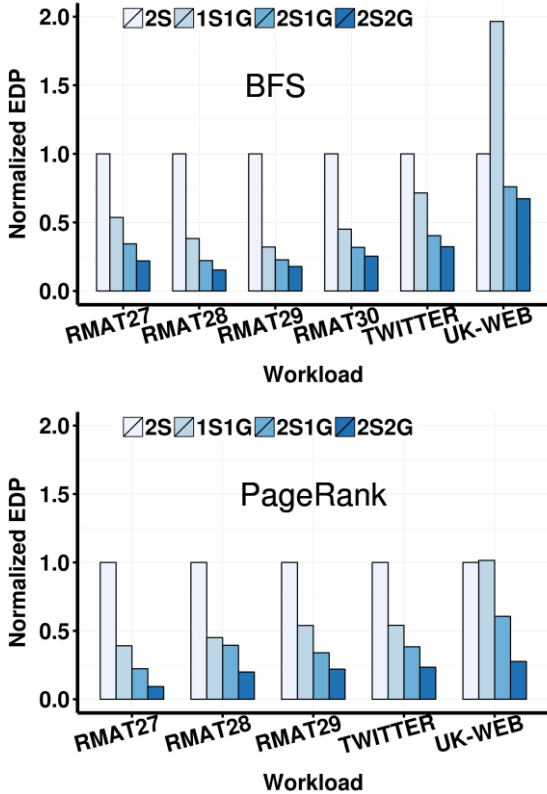 2.0
2S 1S1G 2S1G 2S2G
BFS
1.5
1.0
0.5
0.0
Normalized EDP
RMAT27 RMAT28 RMAT29 RMAT30 TWITTER UK-WEB
Workload
2.0
2S 1S1G 2S1G 2S2G
PageRank
1.5
1.0
0.5
0.0
Normalized EDP
RMAT27 RMAT28 RMAT29 TWITTER UK-WEB
Workload